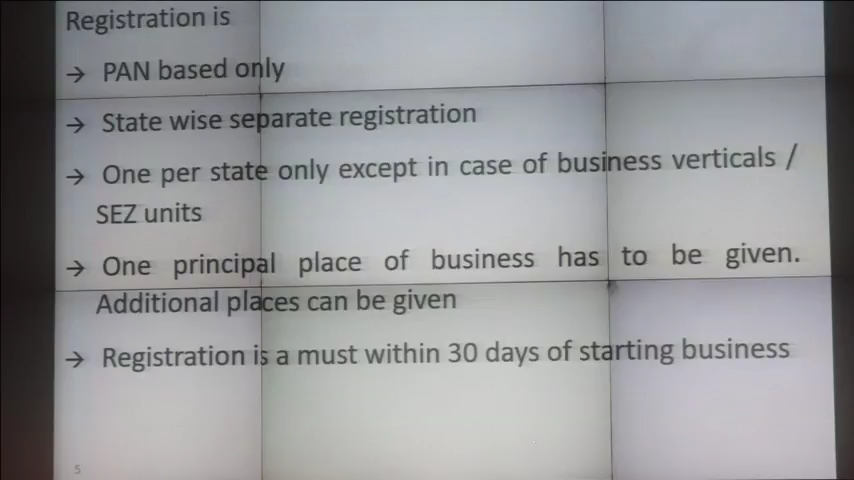 Registration is
→ PAN based only
→ State wise separate registration
→ One per state only except in case of business verticals /
SEZ units
→ One principal place of business has to be given.
Additional places can be given
→ Registration is a must within 30 days of starting business
5